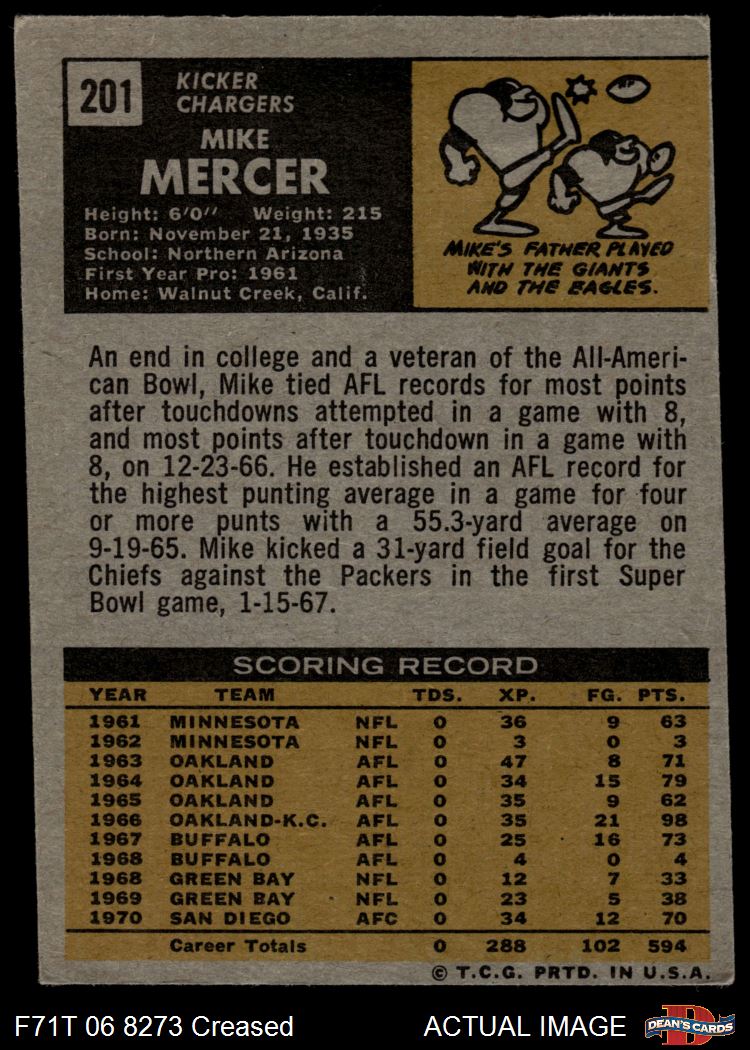 201
KICKER
CHARGERS
MIKE
MERCER
Height: 6'0" Weight: 215
Born: November 21, 1935
School: Northern Arizona
First Year Pro: 1961
Home: Walnut Creek, Calif.
MIKE'S FATHER PLAYED
WITH THE GIANTS
AND THE EAGLES.
An end in college and a veteran of the All-Ameri-
can Bowl, Mike tied AFL records for most points
after touchdowns attempted in a game with 8,
and most points after touchdown in a game with
8, on 12-23-66. He established an AFL record for
the highest punting average in a game for four
or more punts with a 55.3-yard average on
9-19-65. Mike kicked a 31-yard field goal for the
Chiefs against the Packers in the first Super
Bowl game, 1-15-67.
SCORING RECORD
YEAR TEAM TDS. XP. FG. PTS.
1961 MINNESOTA NFL 0 36 9 63
1962 MINNESOTA NFL 0 3 0 3
1963 OAKLAND AFL 0 47 8 71
1964 OAKLAND AFL 0 34 15 79
1965 OAKLAND AFL 0 35 9 62
1966 OAKLAND-K.C. AFL 0 35 21 98
1967 BUFFALO AFL 0 25 16 73
1968 BUFFALO AFL 0 4 0 4
1968 GREEN BAY NFL 0 12 7 33
1969 GREEN BAY NFL 0 23 5 38
1970 SAN DIEGO AFC 0 34 12 70
Career Totals 0 288 102 594
© T.C.G. PRTD. IN U.S.A.
F71T 06 8273 Creased ACTUAL IMAGE
D
DEAN'S CARDS